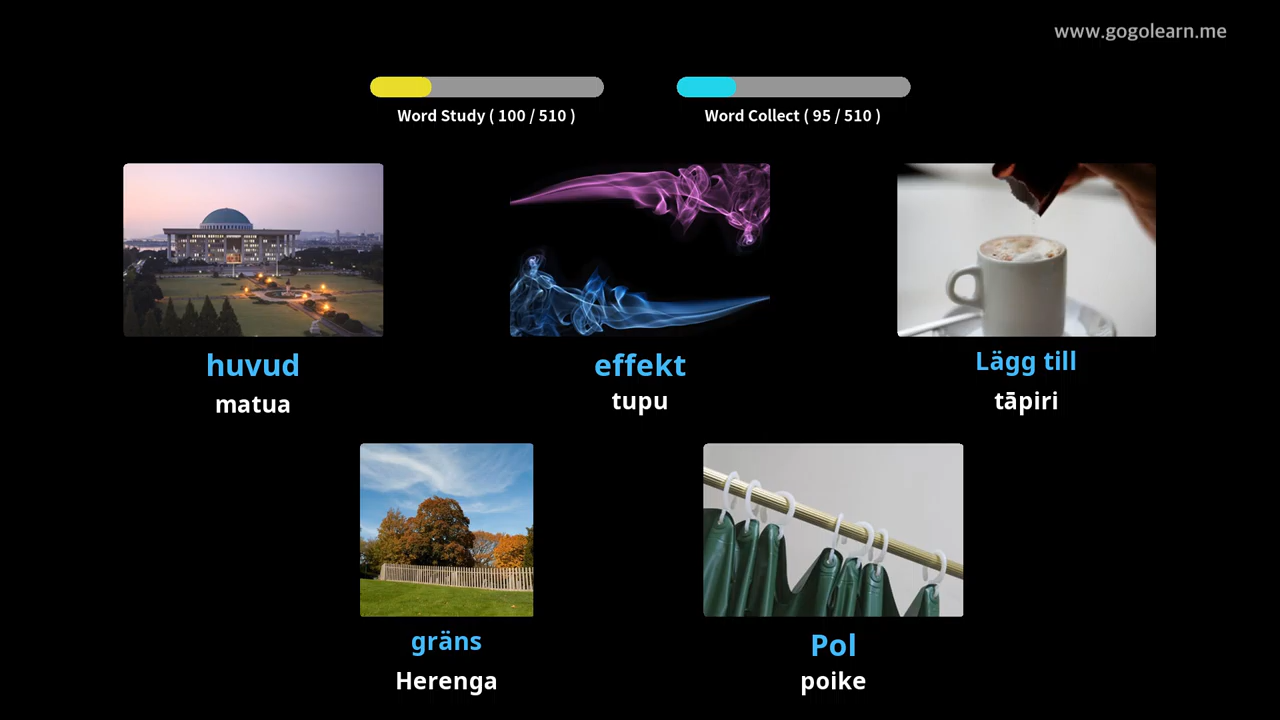 www.gogolearn.me
Word Study ( 100 / 510 )
Word Collect ( 95 / 510 )
huvud
matua
effekt
tupu
Lägg till
tāpiri
gräns
Herenga
Pol
poike